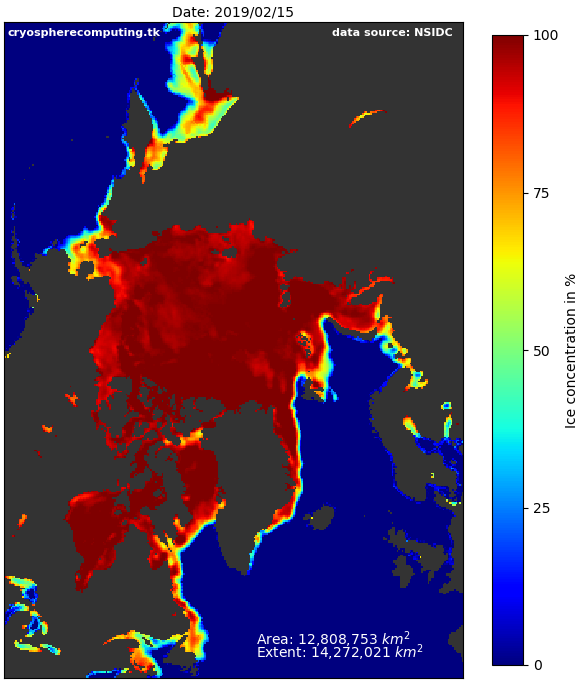 Date: 2019/02/15
cryospherecomputing.tk data source: NSIDC
100
75
50
25
0
Ice concentration in %
Area: 12,808,753 km²
Extent: 14,272,021 km²